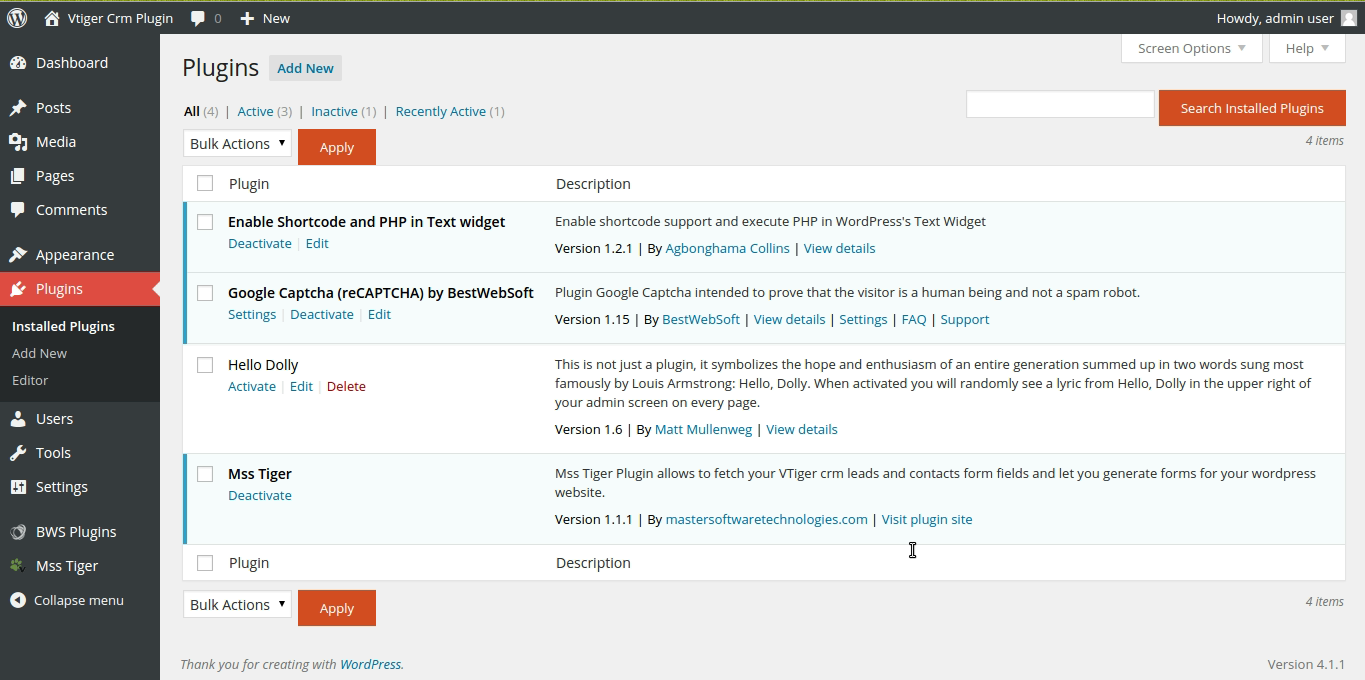 Vtiger Crm Plugin 0 New Howdy, admin user
Screen Options Help
Dashboard
Posts
Media
Pages
Comments
Appearance
Plugins
Installed Plugins
Add New
Editor
Users
Tools
Settings
BWS Plugins
Mss Tiger
Collapse menu
Plugins Add New
All (4) | Active (3) | Inactive (1) | Recently Active (1)
Search Installed Plugins
Bulk Actions Apply
4 items
Plugin Description
Enable Shortcode and PHP in Text widget
Deactivate | Edit
Enable shortcode support and execute PHP in WordPress's Text Widget
Version 1.2.1 | By Agbonghama Collins | View details
Google Captcha (reCAPTCHA) by BestWebSoft
Settings | Deactivate | Edit
Plugin Google Captcha intended to prove that the visitor is a human being and not a spam robot.
Version 1.15 | By BestWebSoft | View details | Settings | FAQ | Support
Hello Dolly
Activate | Edit | Delete
This is not just a plugin, it symbolizes the hope and enthusiasm of an entire generation summed up in two words sung most
famously by Louis Armstrong: Hello, Dolly. When activated you will randomly see a lyric from Hello, Dolly in the upper right of
your admin screen on every page.
Version 1.6 | By Matt Mullenweg | View details
Mss Tiger
Deactivate
Mss Tiger Plugin allows to fetch your VTiger crm leads and contacts form fields and let you generate forms for your wordpress
website.
Version 1.1.1 | By mastersoftwaretechnologies.com | Visit plugin site
Plugin Description
Bulk Actions Apply
4 items
Thank you for creating with WordPress.
Version 4.1.1